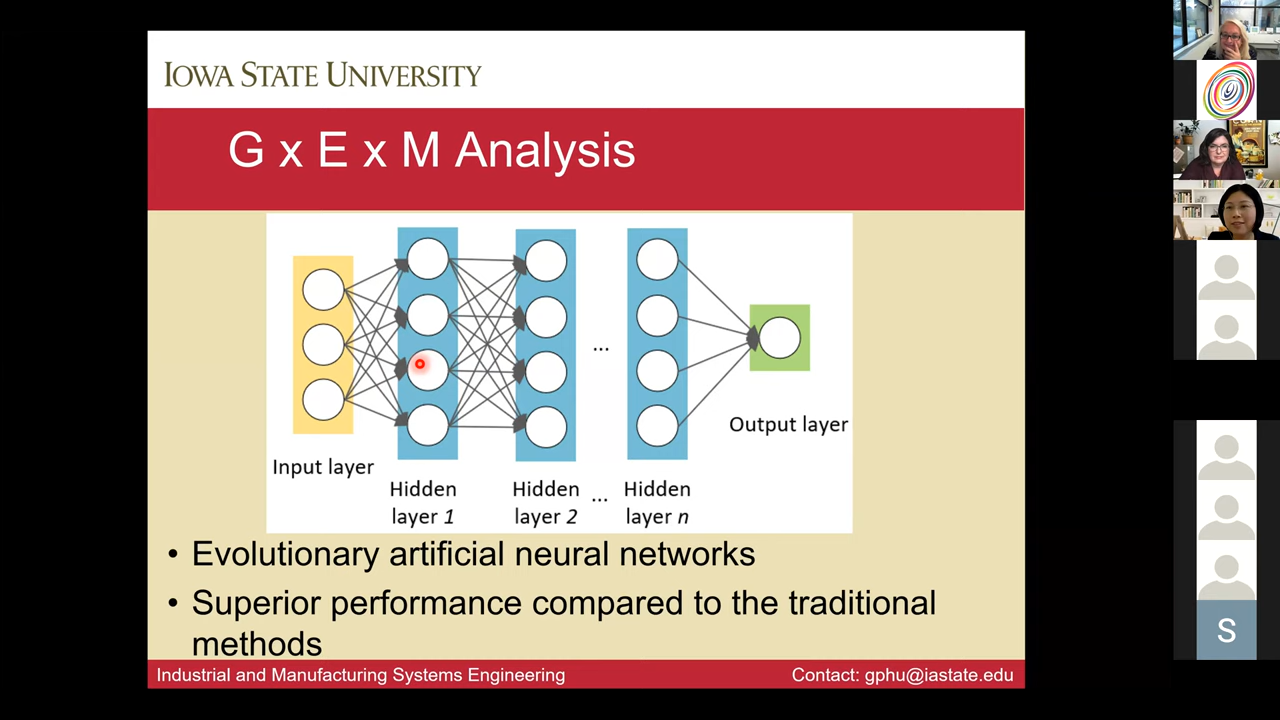 IOWA STATE UNIVERSITY
G x E x M Analysis
Input layer
Hidden
layer 1
Hidden
layer 2
...
...
Hidden
layer n
Output layer
• Evolutionary artificial neural networks
• Superior performance compared to the traditional
methods
Industrial and Manufacturing Systems Engineering
Contact: gphu@iastate.edu
S